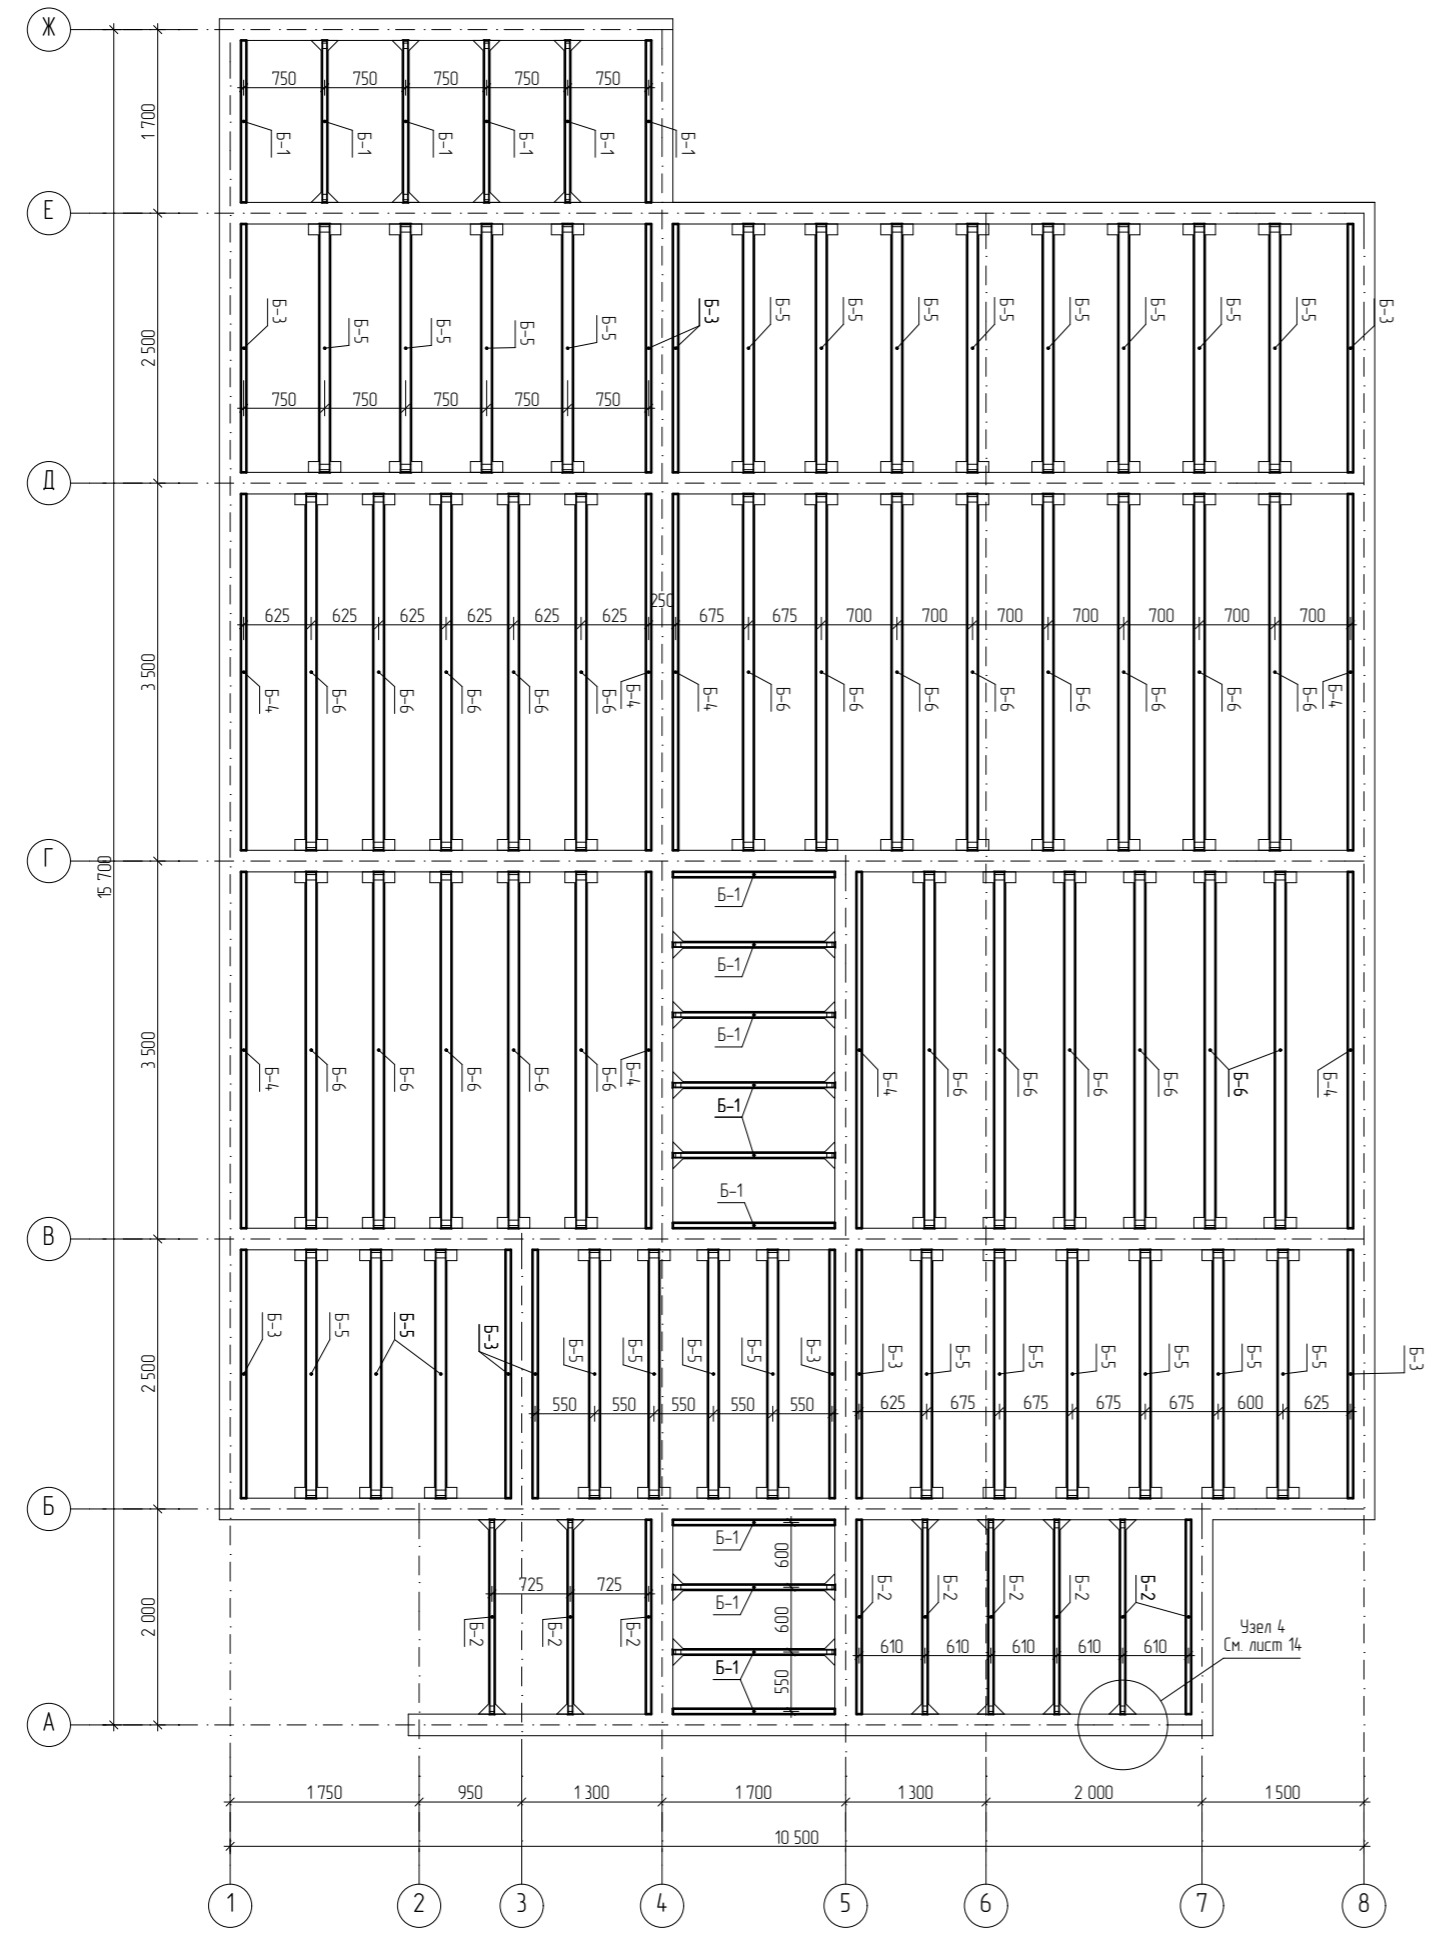 Ж
750 750 750 750 750
1 700
Б-1 Б-1 Б-1 Б-1 Б-1 Б-1
Е
Б-3 Б-5 Б-5 Б-5 Б-5 Б-3 Б-5 Б-5 Б-5 Б-5 Б-5 Б-5 Б-5 Б-5 Б-3
2 500
750 750 750 750 750
Д
625 625 625 625 625 625 250 675 675 700 700 700 700 700 700 700
3 500
Б-4 Б-6 Б-6 Б-6 Б-6 Б-6 Б-4 Б-4 Б-6 Б-6 Б-6 Б-6 Б-6 Б-6 Б-6 Б-6 Б-4
Г
15 700
Б-1
Б-1
Б-1
3 500
Б-4 Б-6 Б-6 Б-6 Б-6 Б-6 Б-4 Б-4 Б-6 Б-6 Б-6 Б-6 Б-6 Б-4
Б-1
Б-1
В
Б-3 Б-5 Б-5 Б-3 Б-5 Б-5 Б-5 Б-5 Б-3 Б-3 Б-5 Б-5 Б-5 Б-5 Б-5 Б-5 Б-3
2 500
550 550 550 550 550 625 675 675 675 675 600 625
Б
Б-1
600
725 725
Б-2 Б-2 Б-2 Б-2 Б-2
Б-1
2 000
Б-2 Б-2 Б-2
600
610 610 610 610 610
Узел 4
См. лист 14
Б-1
550
А
1 750 950 1 300 1 700 1 300 2 000 1 500
10 500
1 2 3 4 5 6 7 8